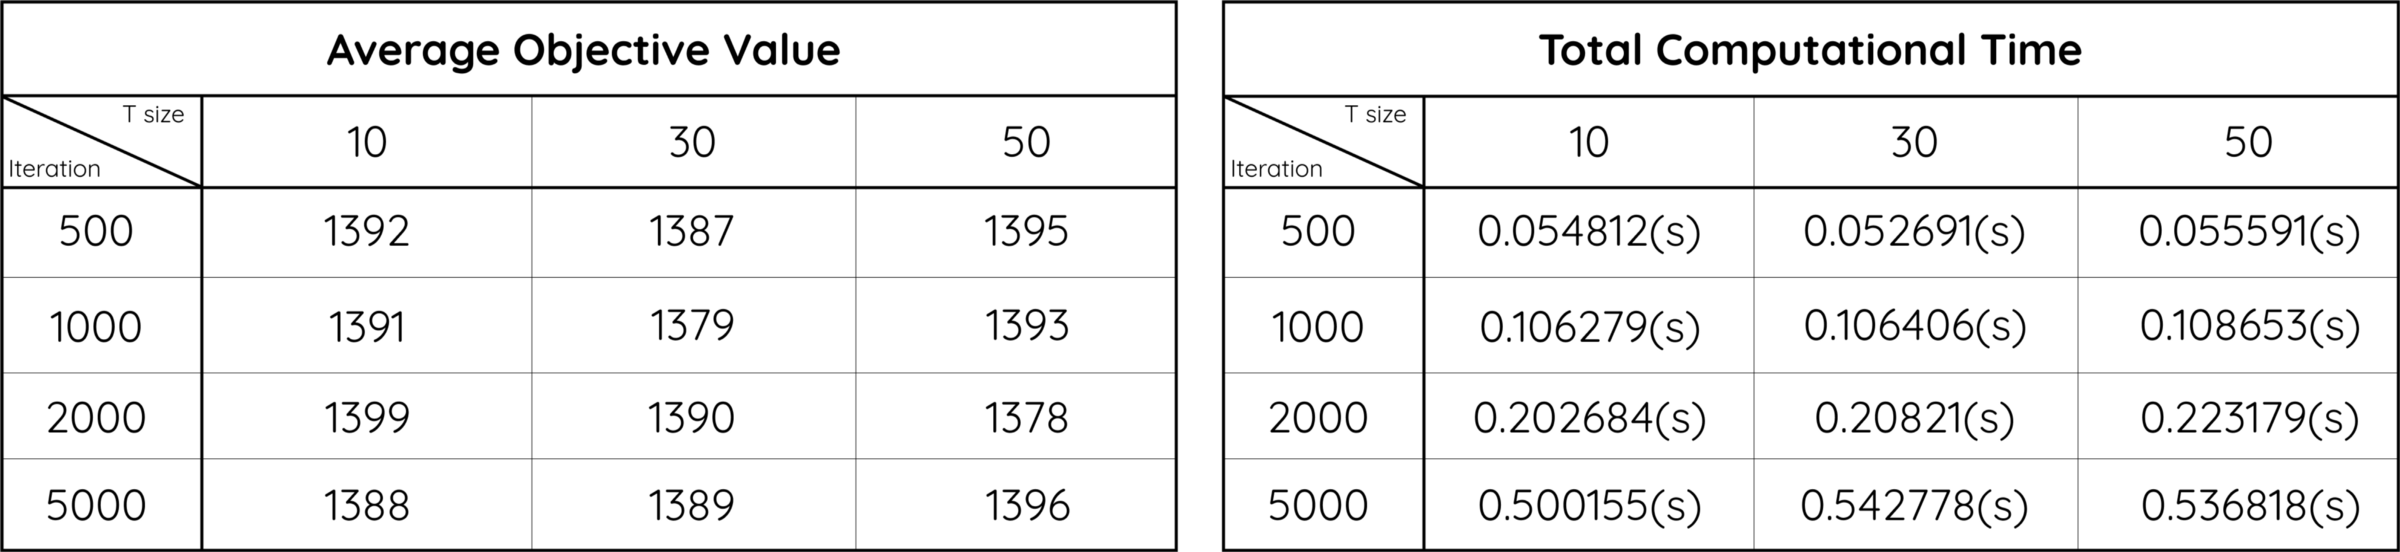 Average Objective Value
T size
Iteration
10 30 50
500 1392 1387 1395
1000 1391 1379 1393
2000 1399 1390 1378
5000 1388 1389 1396
Total Computational Time
T size
Iteration
10 30 50
500 0.054812(s) 0.052691(s) 0.055591(s)
1000 0.106279(s) 0.106406(s) 0.108653(s)
2000 0.202684(s) 0.20821(s) 0.223179(s)
5000 0.500155(s) 0.542778(s) 0.536818(s)